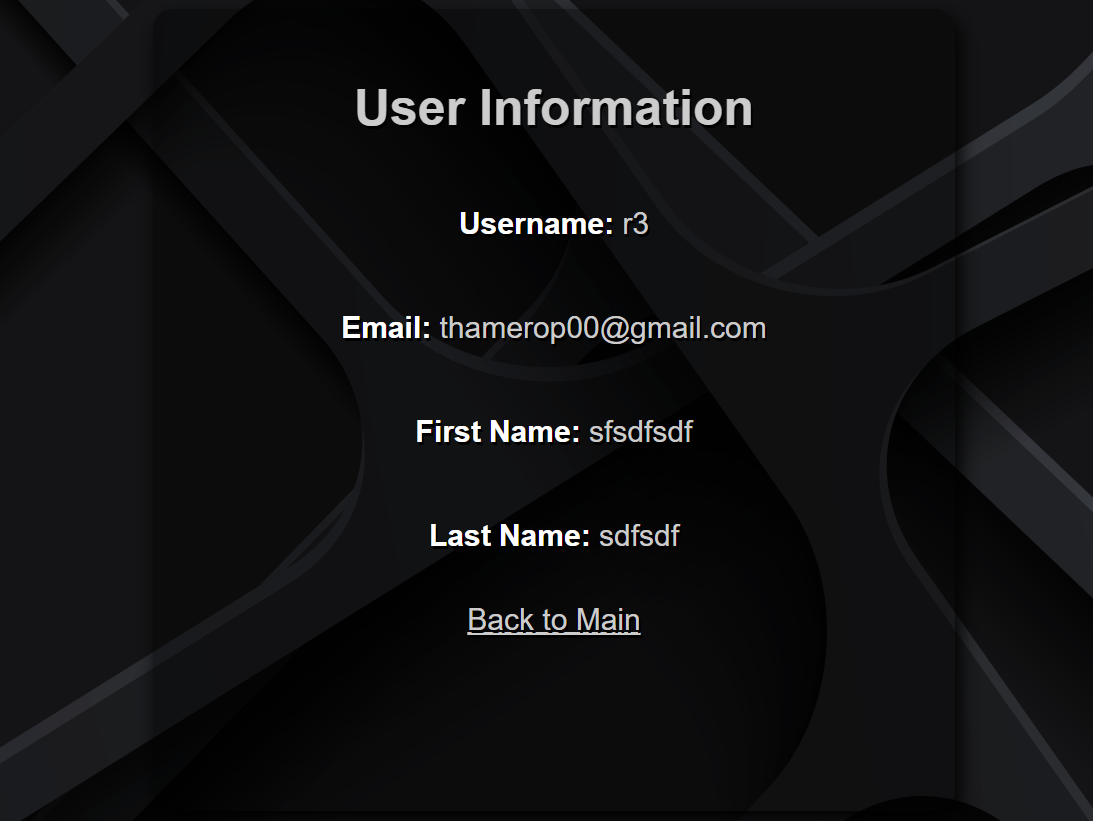 User Information
Username: r3
Email: thamerop00@gmail.com
First Name: sfsdfsdf
Last Name: sdfsdf
Back to Main